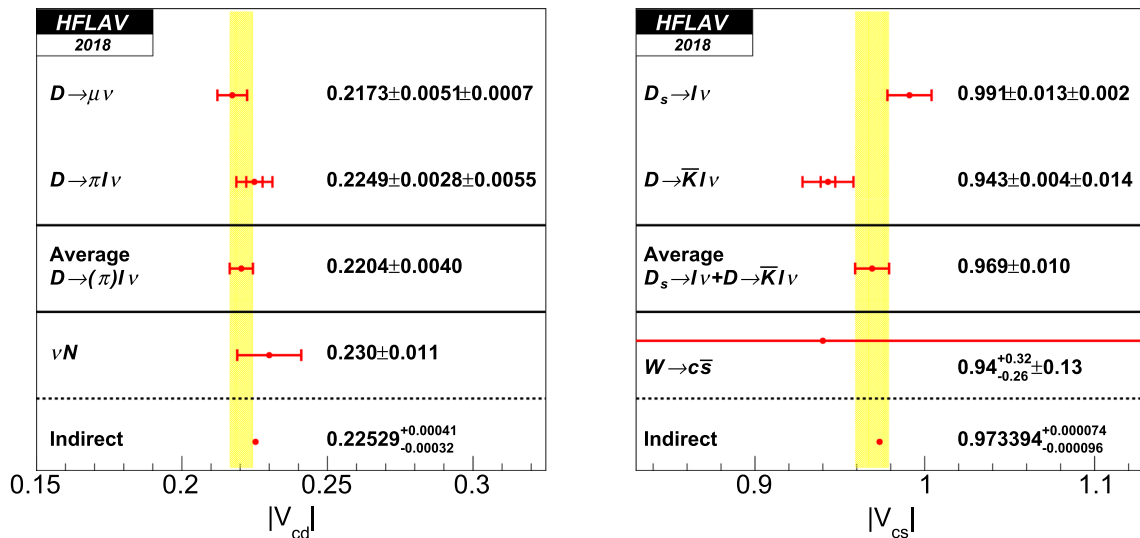 HFLAV
2018
D→μν 0.2173±0.0051±0.0007
D→πlν 0.2249±0.0028±0.0055
Average
D→(π)lν 0.2204±0.0040
νN 0.230±0.011
Indirect 0.22529+0.00041-0.00032
0.15 0.2 0.25 0.3
|Vcd|
HFLAV
2018
Ds→lν 0.991±0.013±0.002
D→K̅lν 0.943±0.004±0.014
Average
Ds→lν+D→K̅lν 0.969±0.010
W→cs̅ 0.94+0.32-0.26±0.13
Indirect 0.973394+0.000074-0.000096
0.9 1 1.1
|Vcs|